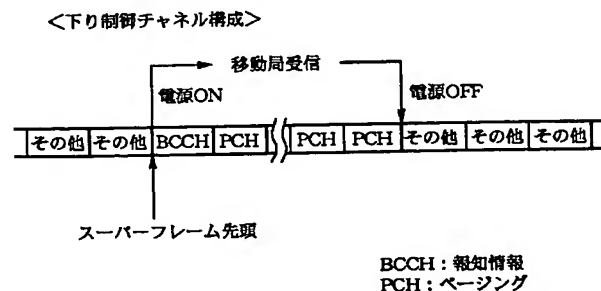 ＜下り制御チャネル構成＞
移動局受信
電源ON
電源OFF
その他 その他 BCCH PCH PCH PCH その他 その他 その他
スーパーフレーム先頭
BCCH：報知情報
PCH：ページング